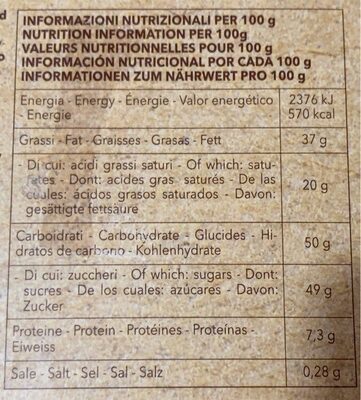 INFORMAZIONI NUTRIZIONALI PER 100 g
NUTRITION INFORMATION PER 100g
VALEURS NUTRITIONNELLES POUR 100 g
INFORMACIÓN NUTRICIONAL POR CADA 100 g
INFORMATIONEN ZUM NÄHRWERT PRO 100 g
Energia - Energy - Énergie - Valor energético 2376 kJ
- Energie 570 kcal
Grassi - Fat - Graisses - Grasas - Fett 37 g
- Di cui: acidi grassi saturi - Of which: satu-
rates - Dont: acides gras saturés - De las
cuales: ácidos grasos saturados - Davon: 20 g
gesättigte fettsäure
Carboidrati - Carbohydrate - Glucides - Hi-
dratos de carbono - Kohlenhydrate 50 g
- Di cui: zuccheri - Of which: sugars - Dont:
sucres - De los cuales: azúcares - Davon: 49 g
Zucker
Proteine - Protein - Protéines - Proteínas -
Eiweiss 7,3 g
Sale - Salt - Sel - Sal - Salz 0,28 g